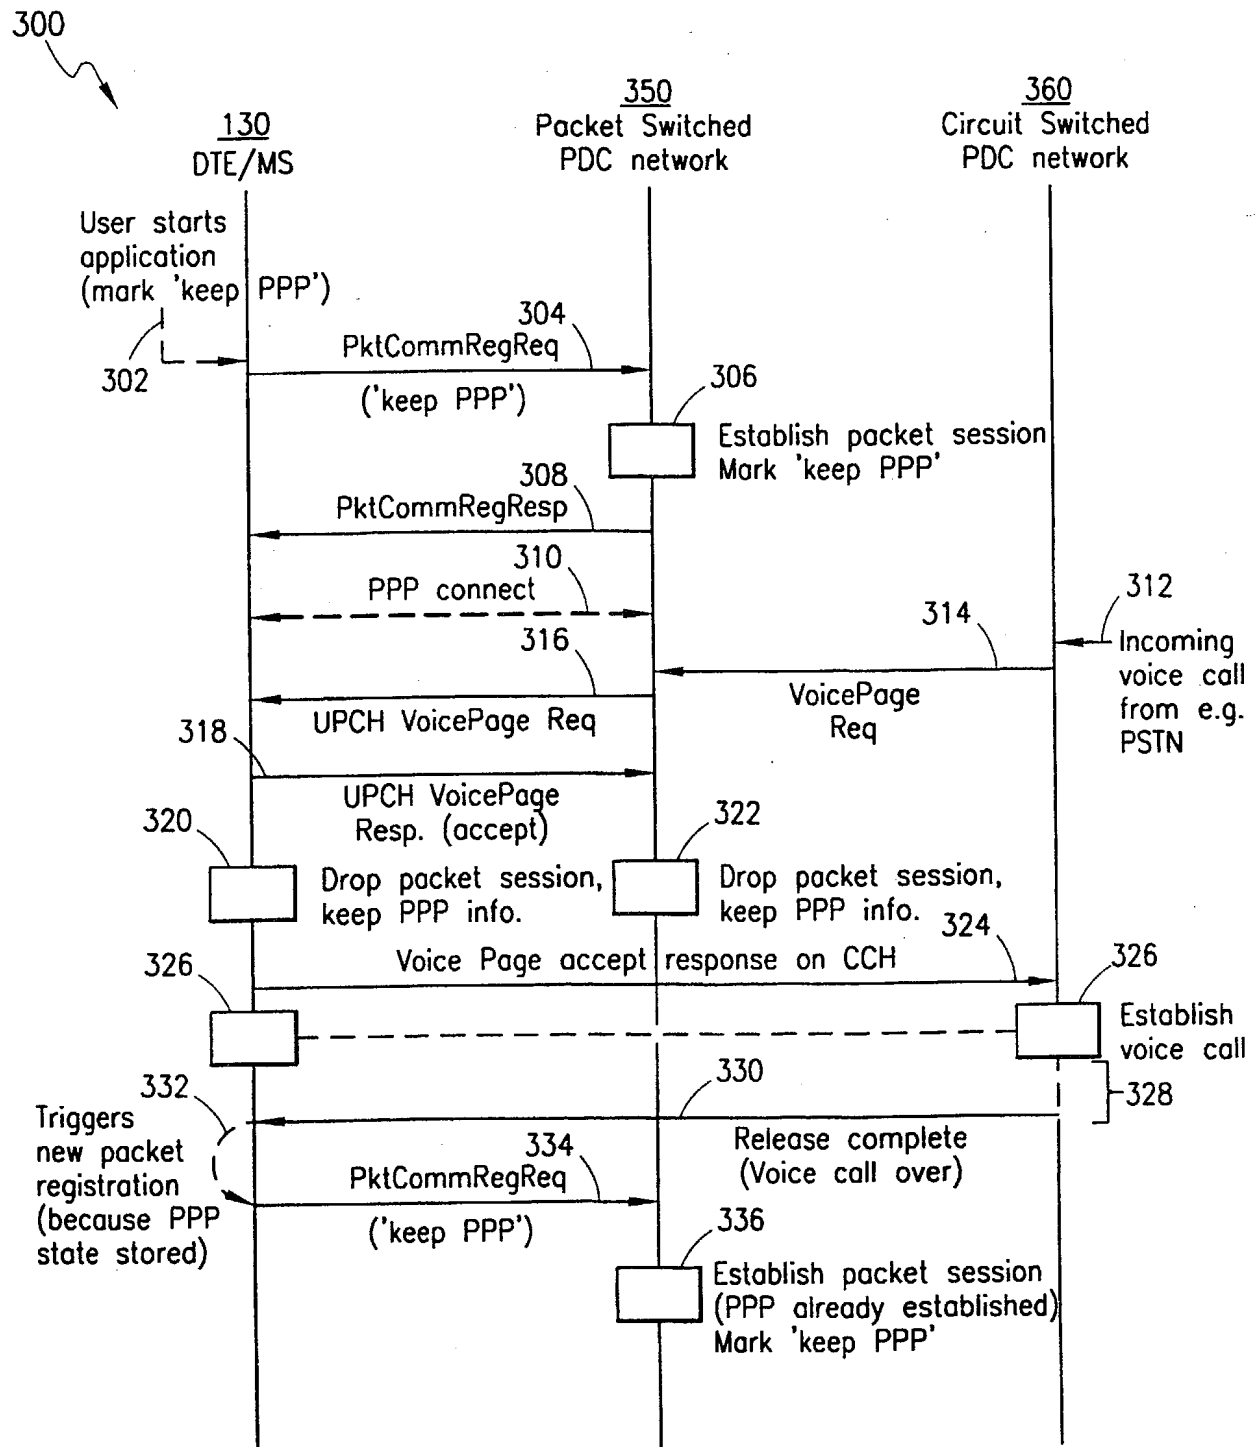 300
130
DTE/MS
350
Packet Switched
PDC network
360
Circuit Switched
PDC network
User starts
application
(mark 'keep PPP')
302
304
PktCommRegReq
('keep PPP')
306
Establish packet session
Mark 'keep PPP'
308
PktCommRegResp
310
PPP connect
312
Incoming
voice call
from e.g.
PSTN
314
VoicePage
Req
316
UPCH VoicePage Req
318
UPCH VoicePage
Resp. (accept)
320
Drop packet session,
keep PPP info.
322
Drop packet session,
keep PPP info.
324
Voice Page accept response on CCH
326
326
Establish
voice call
328
330
Release complete
(Voice call over)
332
Triggers
new packet
registration
(because PPP
state stored)
334
PktCommRegReq
('keep PPP')
336
Establish packet session
(PPP already established)
Mark 'keep PPP'